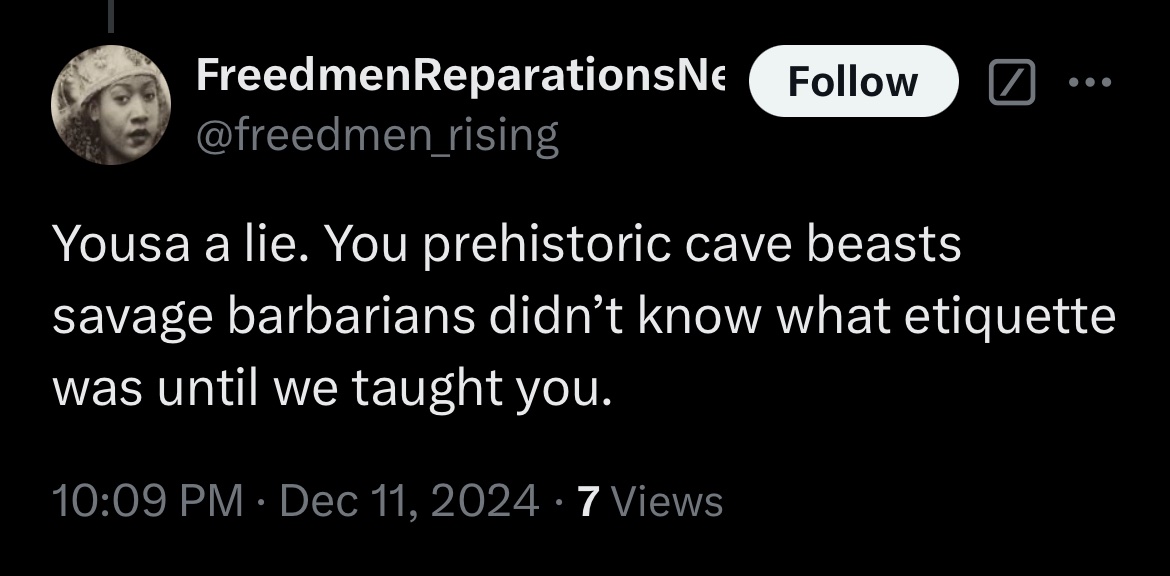 FreedmenReparationsNe
Follow
@freedmen_rising
Yousa a lie. You prehistoric cave beasts
savage barbarians didn’t know what etiquette
was until we taught you.
10:09 PM · Dec 11, 2024 · 7 Views